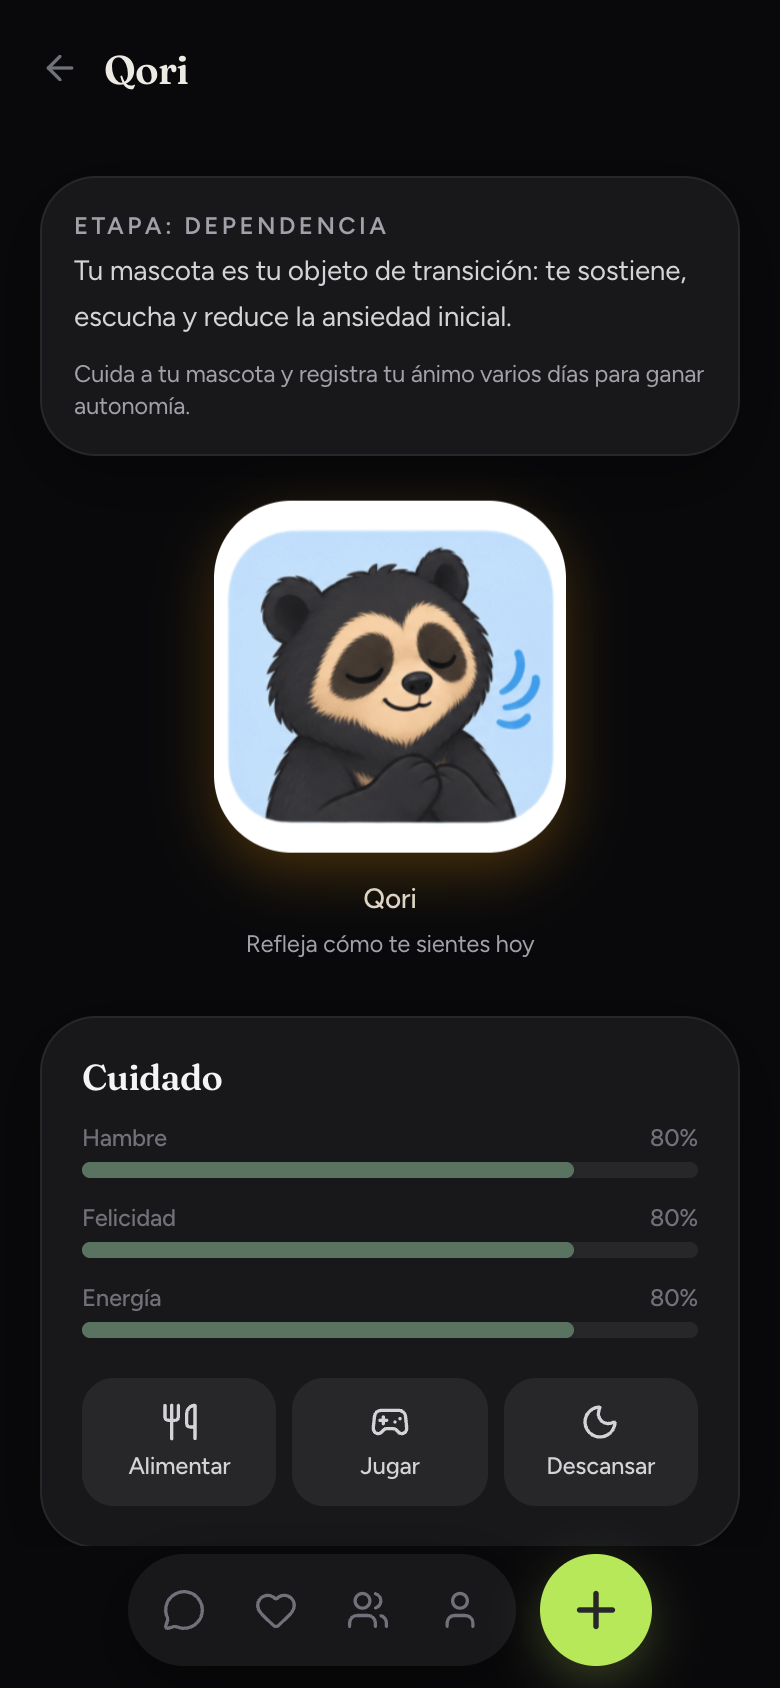 Qori
ETAPA: DEPENDENCIA
Tu mascota es tu objeto de transición: te sostiene,
escucha y reduce la ansiedad inicial.
Cuida a tu mascota y registra tu ánimo varios días para ganar
autonomía.
Qori
Refleja cómo te sientes hoy
Cuidado
Hambre 80%
Felicidad 80%
Energía 80%
Alimentar Jugar Descansar